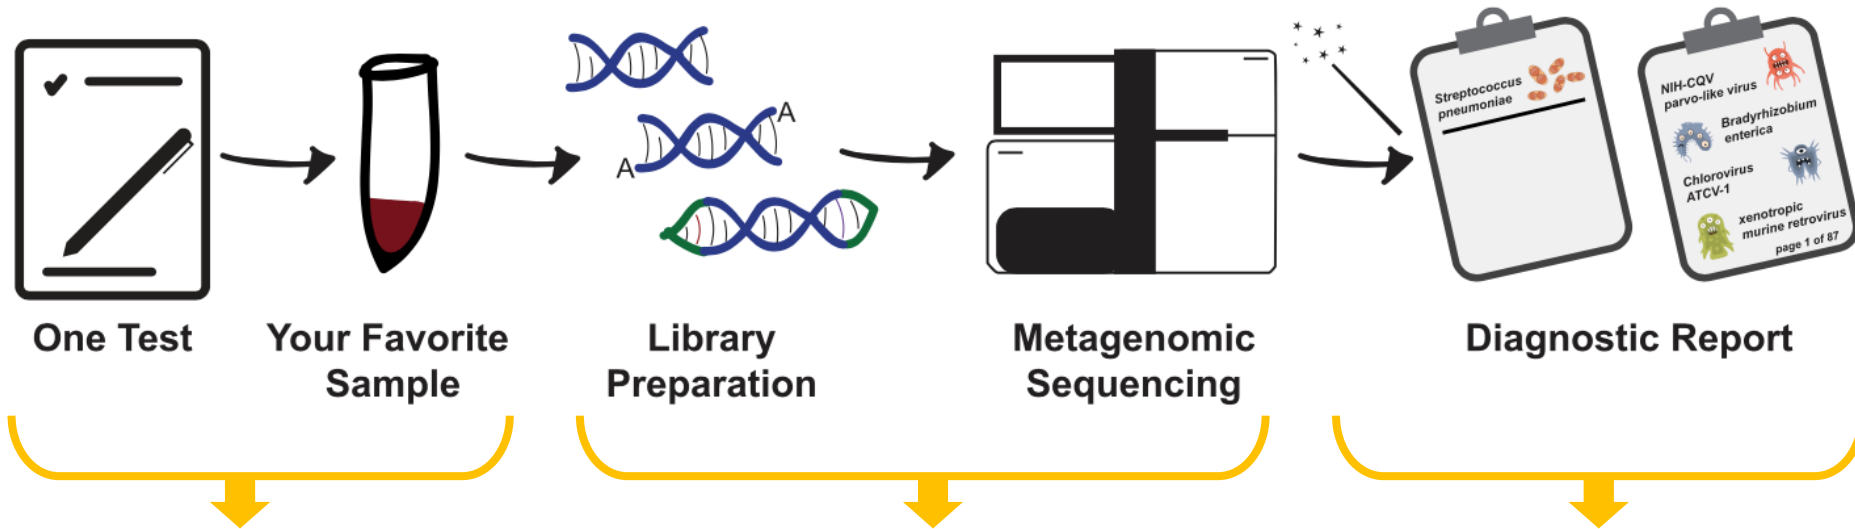 A
A
Streptococcus
pneumoniae
NIH-CQV
parvo-like virus
Bradyrhizobium
enterica
Chlorovirus
ATCV-1
xenotropic
murine retrovirus
page 1 of 87
One Test
Your Favorite
Sample
Library
Preparation
Metagenomic
Sequencing
Diagnostic Report